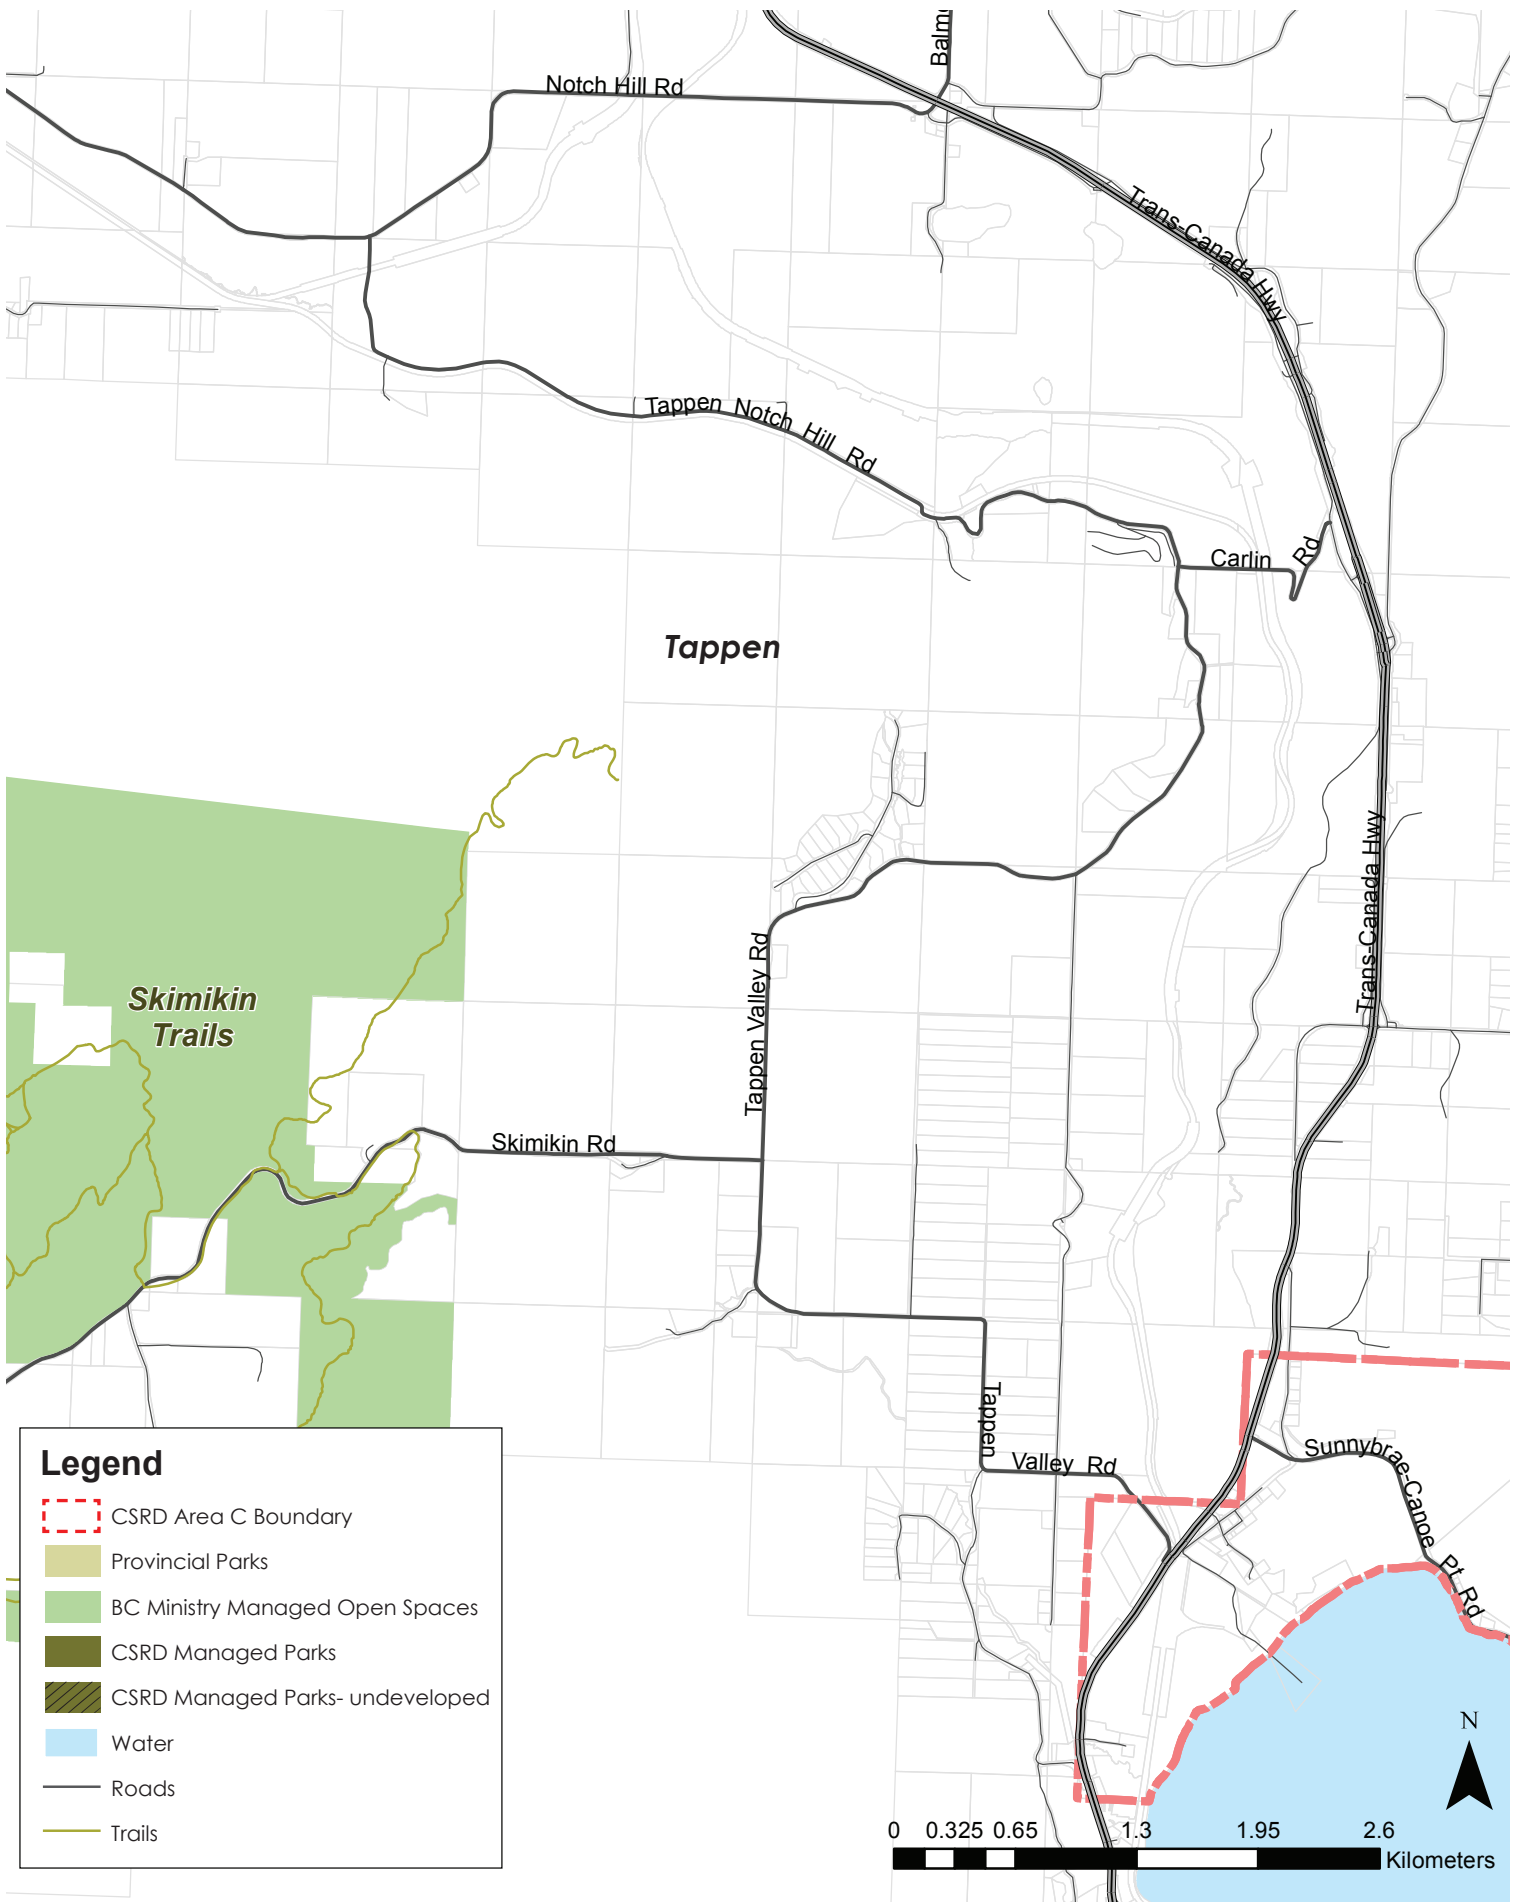 Balm
Notch Hill Rd
Trans-Canada Hwy
Tappen Notch Hill Rd
Carlin Rd
Tappen
Trans-Canada Hwy
Tappen Valley Rd
Skimikin
Trails
Skimikin Rd
Tappen Valley Rd
Sunnybrae-Canoe Pt Rd
Legend
CSRD Area C Boundary
Provincial Parks
BC Ministry Managed Open Spaces
CSRD Managed Parks
CSRD Managed Parks- undeveloped
Water
Roads
Trails
N
0 0.325 0.65 1.3 1.95 2.6
Kilometers